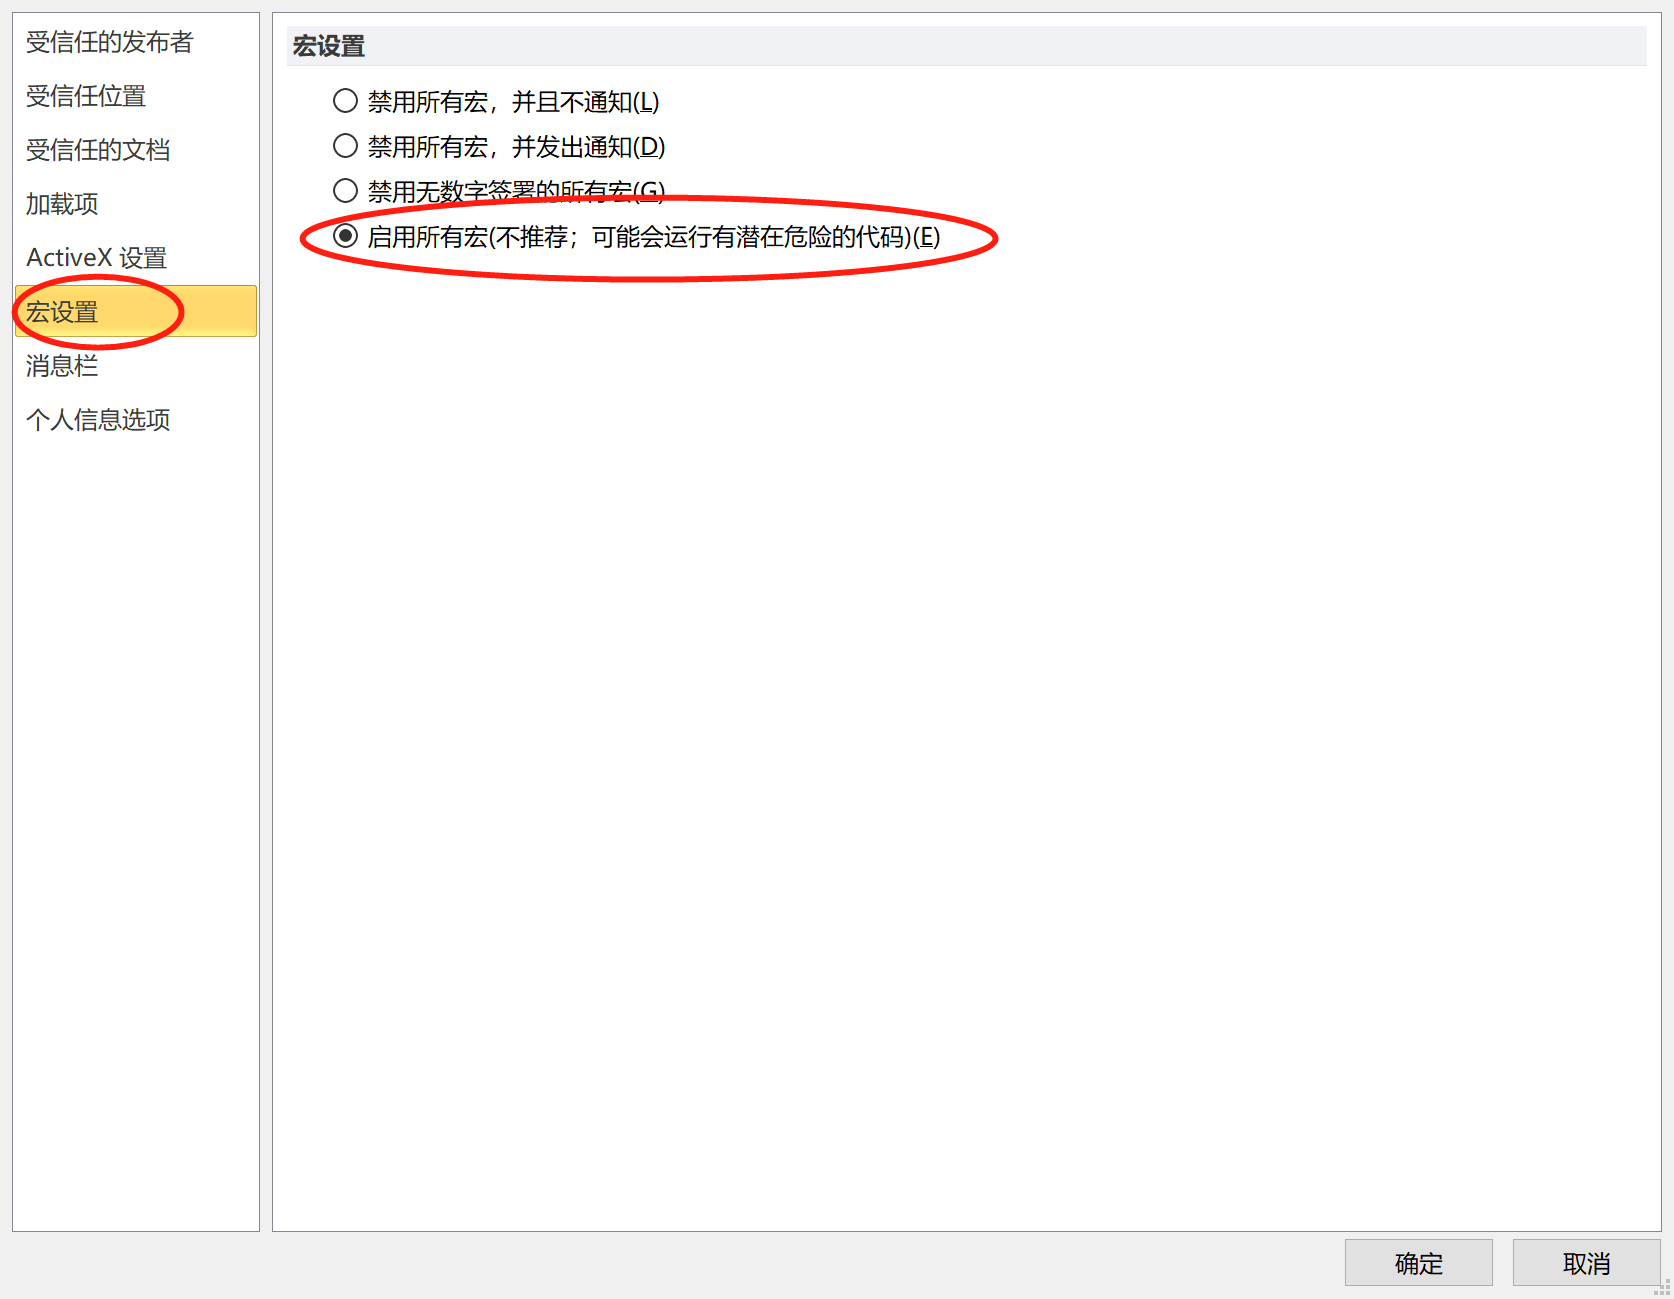 受信任的发布者
受信任位置
受信任的文档
加载项
ActiveX 设置
宏设置
消息栏
个人信息选项
宏设置
禁用所有宏，并且不通知(L)
禁用所有宏，并发出通知(D)
禁用无数字签署的所有宏(G)
启用所有宏(不推荐；可能会运行有潜在危险的代码)(E)
确定
取消